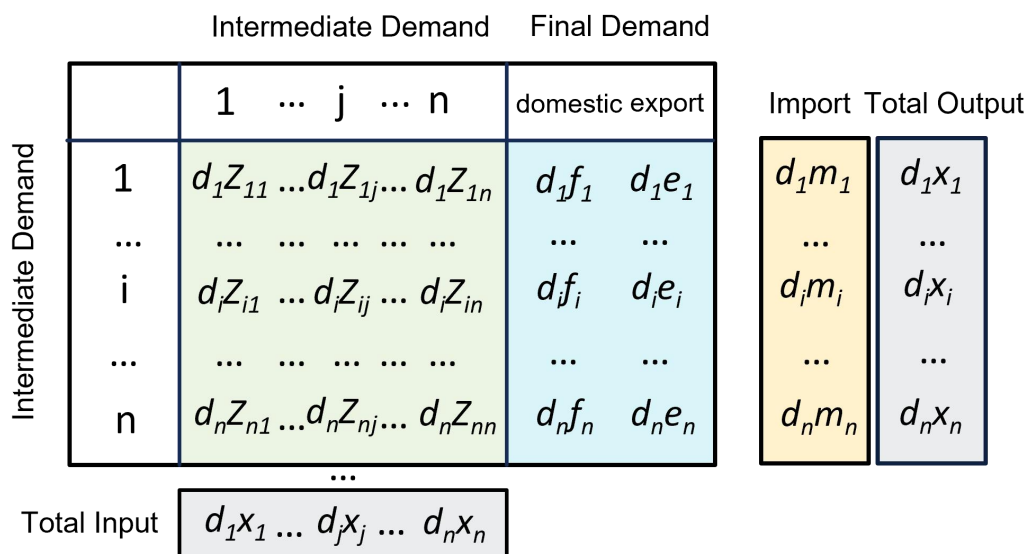 Intermediate Demand Final Demand
1 ... j ... n domestic export Import Total Output
Intermediate Demand
1 d₁Z₁₁ ... d₁Z₁ⱼ ... d₁Z₁ₙ d₁f₁ d₁e₁ d₁m₁ d₁x₁
... ... ... ... ... ... ... ... ... ...
i dᵢZᵢ₁ ... dᵢZᵢⱼ ... dᵢZᵢₙ dᵢfᵢ dᵢeᵢ dᵢmᵢ dᵢxᵢ
... ... ... ... ... ... ... ... ... ...
n dₙZₙ₁ ... dₙZₙⱼ ... dₙZₙₙ dₙfₙ dₙeₙ dₙmₙ dₙxₙ
...
Total Input d₁x₁ ... dⱼxⱼ ... dₙxₙ